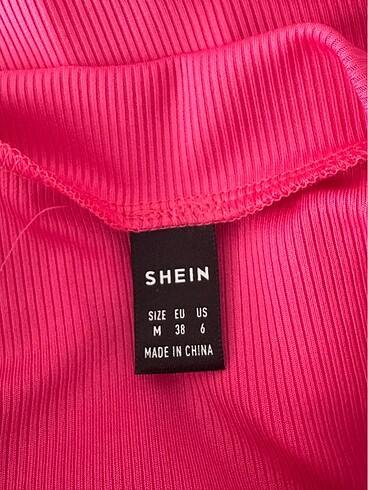 SHEIN
SIZE EU US
M 38 6
MADE IN CHINA